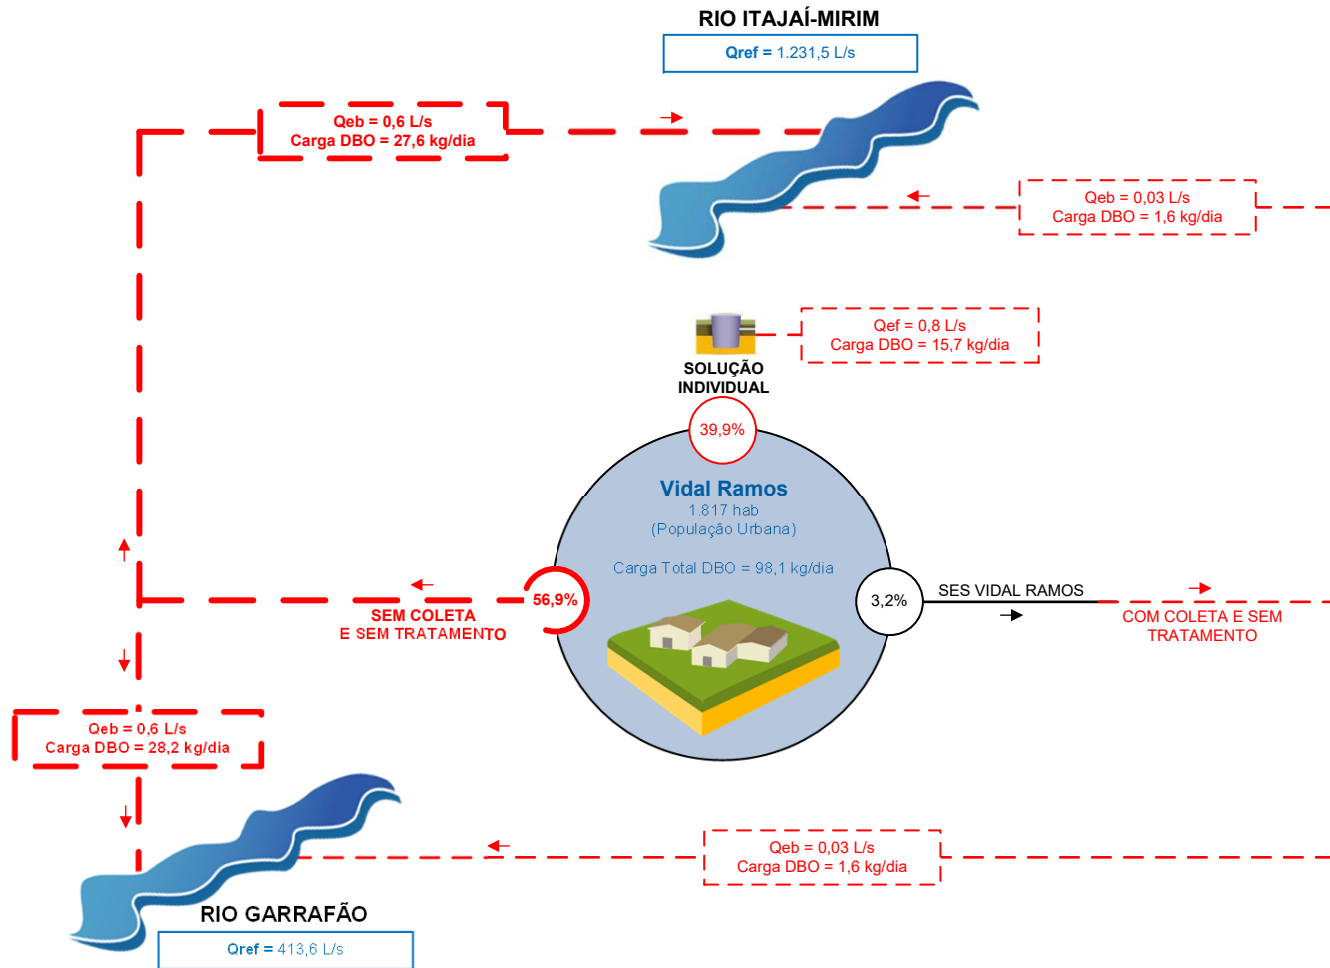 RIO ITAJAÍ-MIRIM
Qref = 1.231,5 L/s
Qeb = 0,6 L/s
Carga DBO = 27,6 kg/dia
Qeb = 0,03 L/s
Carga DBO = 1,6 kg/dia
Qef = 0,8 L/s
Carga DBO = 15,7 kg/dia
SOLUÇÃO
INDIVIDUAL
39,9%
Vidal Ramos
1.817 hab
(População Urbana)
Carga Total DBO = 98,1 kg/dia
56,9%
SEM COLETA
E SEM TRATAMENTO
3,2%
SES VIDAL RAMOS
COM COLETA E SEM
TRATAMENTO
Qeb = 0,6 L/s
Carga DBO = 28,2 kg/dia
Qeb = 0,03 L/s
Carga DBO = 1,6 kg/dia
RIO GARRAFÃO
Qref = 413,6 L/s